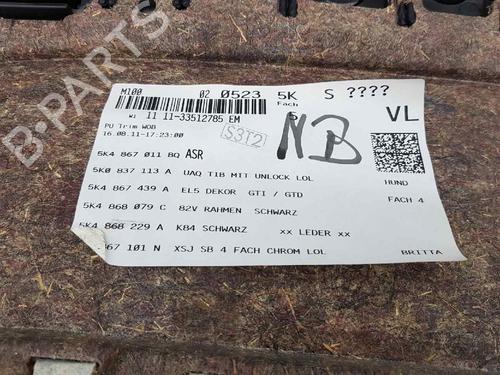 M100 02 0523 5K S ????
Fach
Wi 11 11-33512785 EM 5 VL
PU Trim WOB S3T2 NB
16.08.11-17:23:00
5K4 867 011 BQ ASR
5K0 837 113 A UAQ TIB MIT UNLOCK LOL HUND
5K4 867 439 A EL5 DEKOR GTI / GTD FACH 4
5K4 868 079 C 82V RAHMEN SCHWARZ
5K4 868 229 A K84 SCHWARZ xx LEDER xx
867 101 N XSJ SB 4 FACH CHROM LOL BRITTA
B